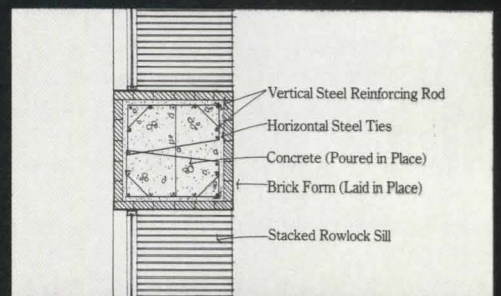 Vertical Steel Reinforcing Rod
Horizontal Steel Ties
Concrete (Poured in Place)
Brick Form (Laid in Place)
Stacked Rowlock Sill